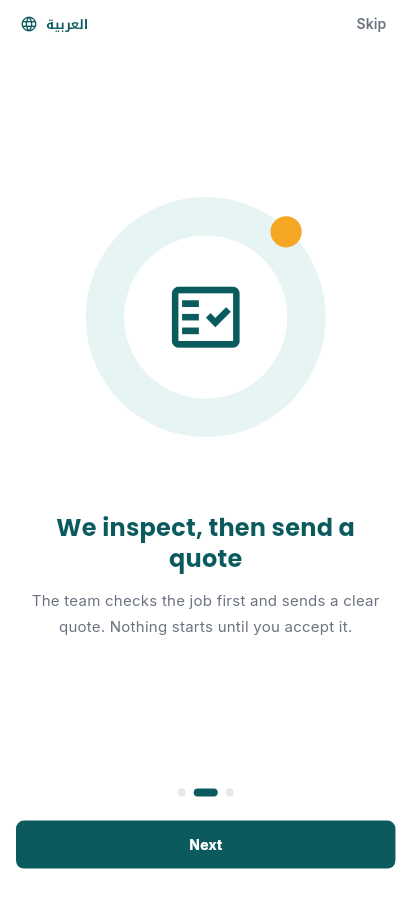 العربية
Skip
We inspect, then send a
quote
The team checks the job first and sends a clear
quote. Nothing starts until you accept it.
Next